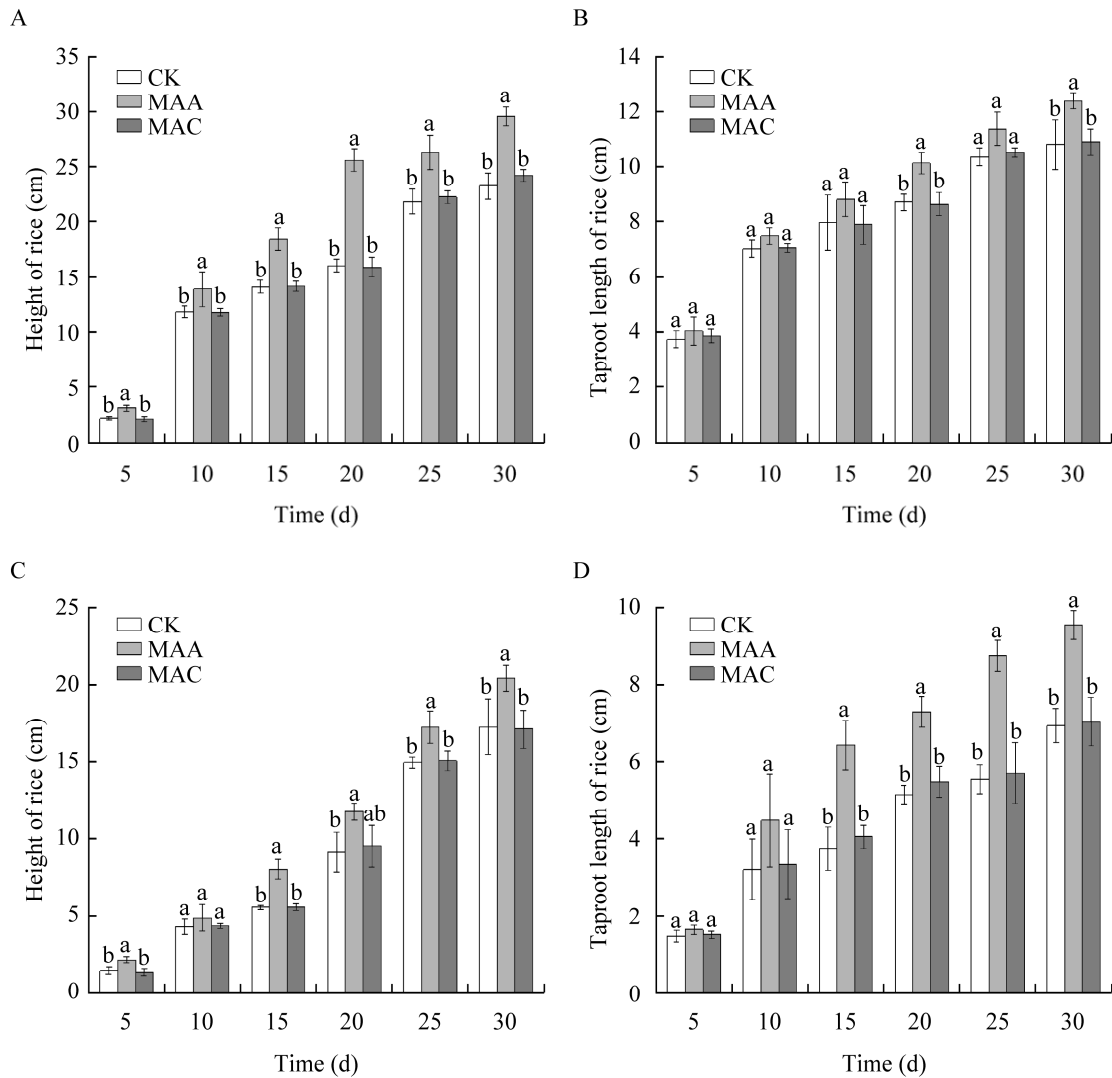 A
Height of rice (cm)
35
30
25
20
15
10
5
0
CK
MAA
MAC
b a b
b a b
b a b
b a b
b a b
b a b
5 10 15 20 25 30
Time (d)
B
Taproot length of rice (cm)
14
12
10
8
6
4
2
0
CK
MAA
MAC
a a a
a a a
a a a
b a b
a a a
b a b
5 10 15 20 25 30
Time (d)
C
Height of rice (cm)
25
20
15
10
5
0
CK
MAA
MAC
b a b
a a a
b a b
b a ab
b a b
b a b
5 10 15 20 25 30
Time (d)
D
Taproot length of rice (cm)
10
8
6
4
2
0
CK
MAA
MAC
a a a
a a a
b a b
b a b
b a b
b a b
5 10 15 20 25 30
Time (d)